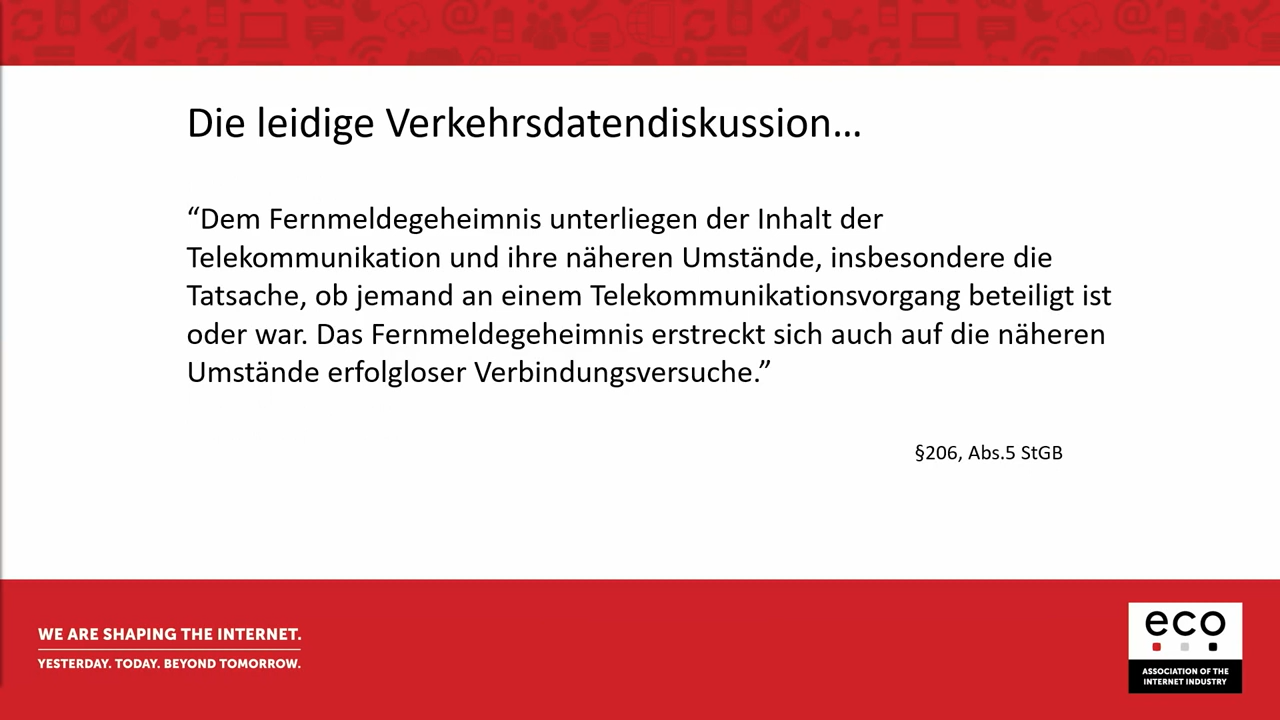 Die leidige Verkehrsdatendiskussion…
“Dem Fernmeldegeheimnis unterliegen der Inhalt der
Telekommunikation und ihre näheren Umstände, insbesondere die
Tatsache, ob jemand an einem Telekommunikationsvorgang beteiligt ist
oder war. Das Fernmeldegeheimnis erstreckt sich auch auf die näheren
Umstände erfolgloser Verbindungsversuche.”
§206, Abs.5 StGB
WE ARE SHAPING THE INTERNET.
YESTERDAY. TODAY. BEYOND TOMORROW.
eco
ASSOCIATION OF THE
INTERNET INDUSTRY